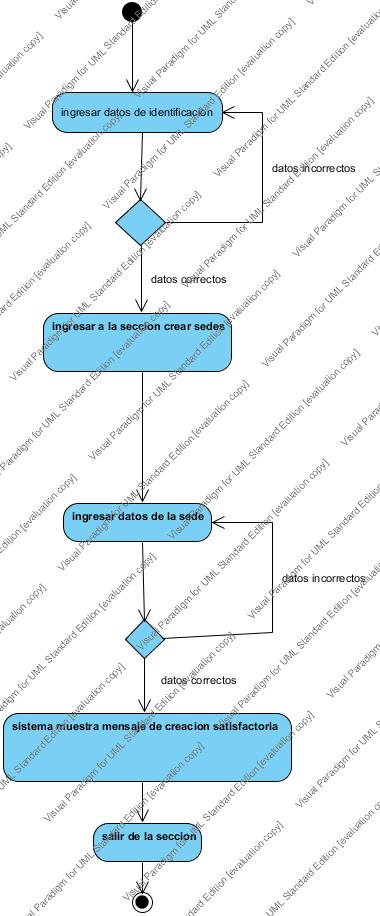 ingresar datos de identificacion
datos incorrectos
datos correctos
ingresar a la seccion crear sedes
ingresar datos de la sede
datos incorrectos
datos correctos
sistema muestra mensaje de creacion satisfactoria
salir de la seccion
Visual Paradigm for UML Standard Edition [evaluation copy]